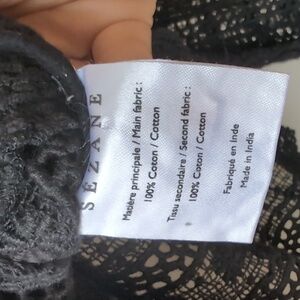 SEZANE
Matière principale / Main fabric :
100% Coton / Cotton
Tissu secondaire / Second fabric :
100% Coton / Cotton
Fabriqué en Inde
Made in India